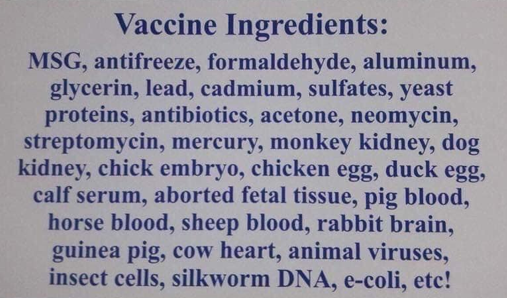 Vaccine Ingredients:
MSG, antifreeze, formaldehyde, aluminum,
glycerin, lead, cadmium, sulfates, yeast
proteins, antibiotics, acetone, neomycin,
streptomycin, mercury, monkey kidney, dog
kidney, chick embryo, chicken egg, duck egg,
calf serum, aborted fetal tissue, pig blood,
horse blood, sheep blood, rabbit brain,
guinea pig, cow heart, animal viruses,
insect cells, silkworm DNA, e-coli, etc!